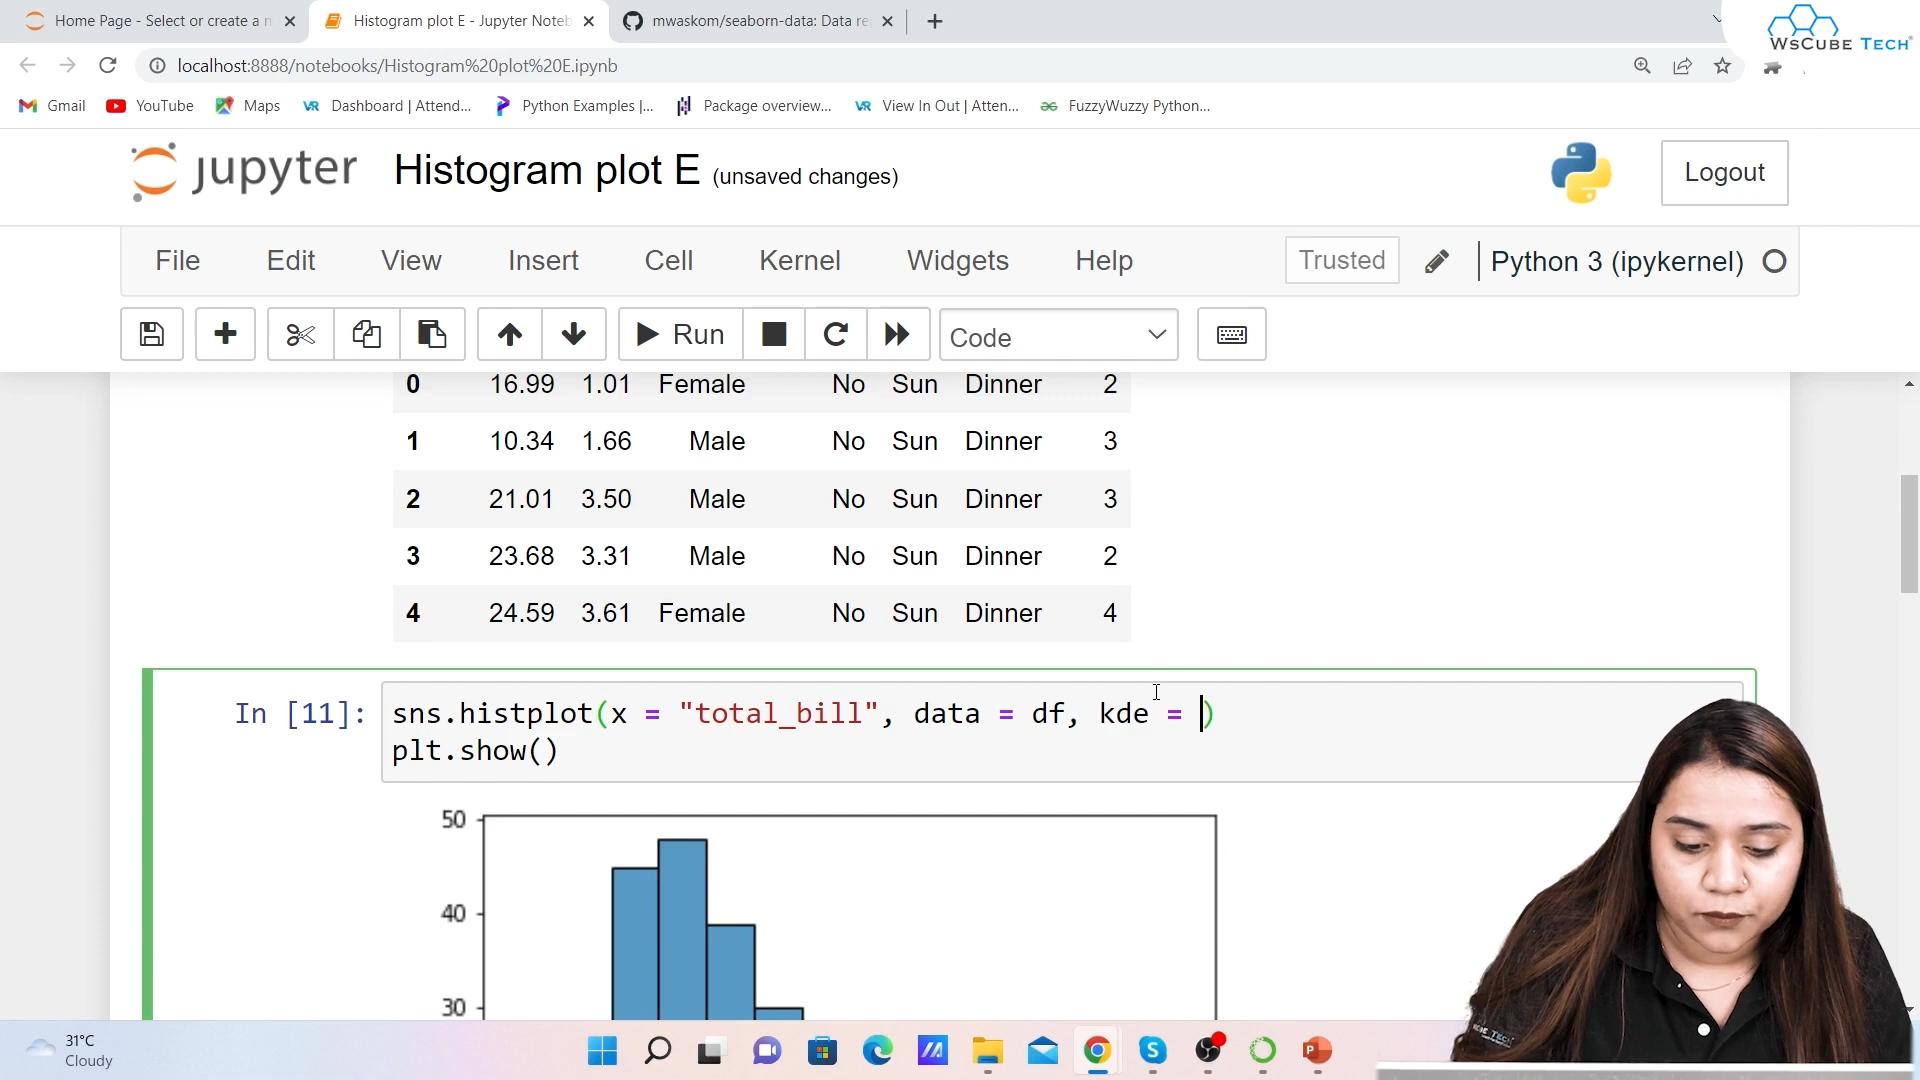 Home Page - Select or create a n
Histogram plot E - Jupyter Noteb
mwaskom/seaborn-data: Data re
WsCube Tech
localhost:8888/notebooks/Histogram%20plot%20E.ipynb
Gmail YouTube Maps Dashboard | Attend... Python Examples |... Package overview... View In Out | Atten... FuzzyWuzzy Python...
jupyter Histogram plot E (unsaved changes) Logout
File Edit View Insert Cell Kernel Widgets Help Trusted Python 3 (ipykernel)
Run Code
0 16.99 1.01 Female No Sun Dinner 2
1 10.34 1.66 Male No Sun Dinner 3
2 21.01 3.50 Male No Sun Dinner 3
3 23.68 3.31 Male No Sun Dinner 2
4 24.59 3.61 Female No Sun Dinner 4
In [11]: sns.histplot(x = "total_bill", data = df, kde = )
plt.show()
50
40
30
31°C
Cloudy